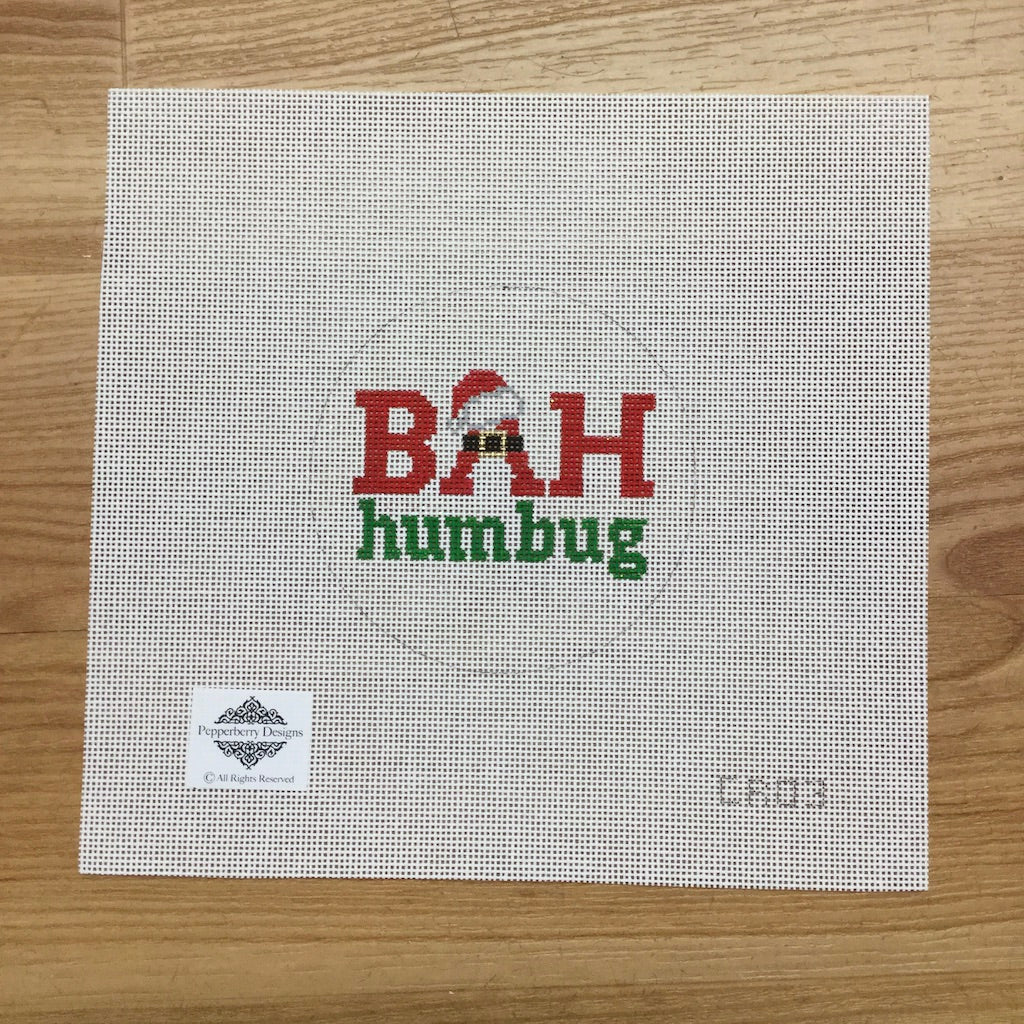 BAH
humbug
Pepperberry Designs
© All Rights Reserved
CR03